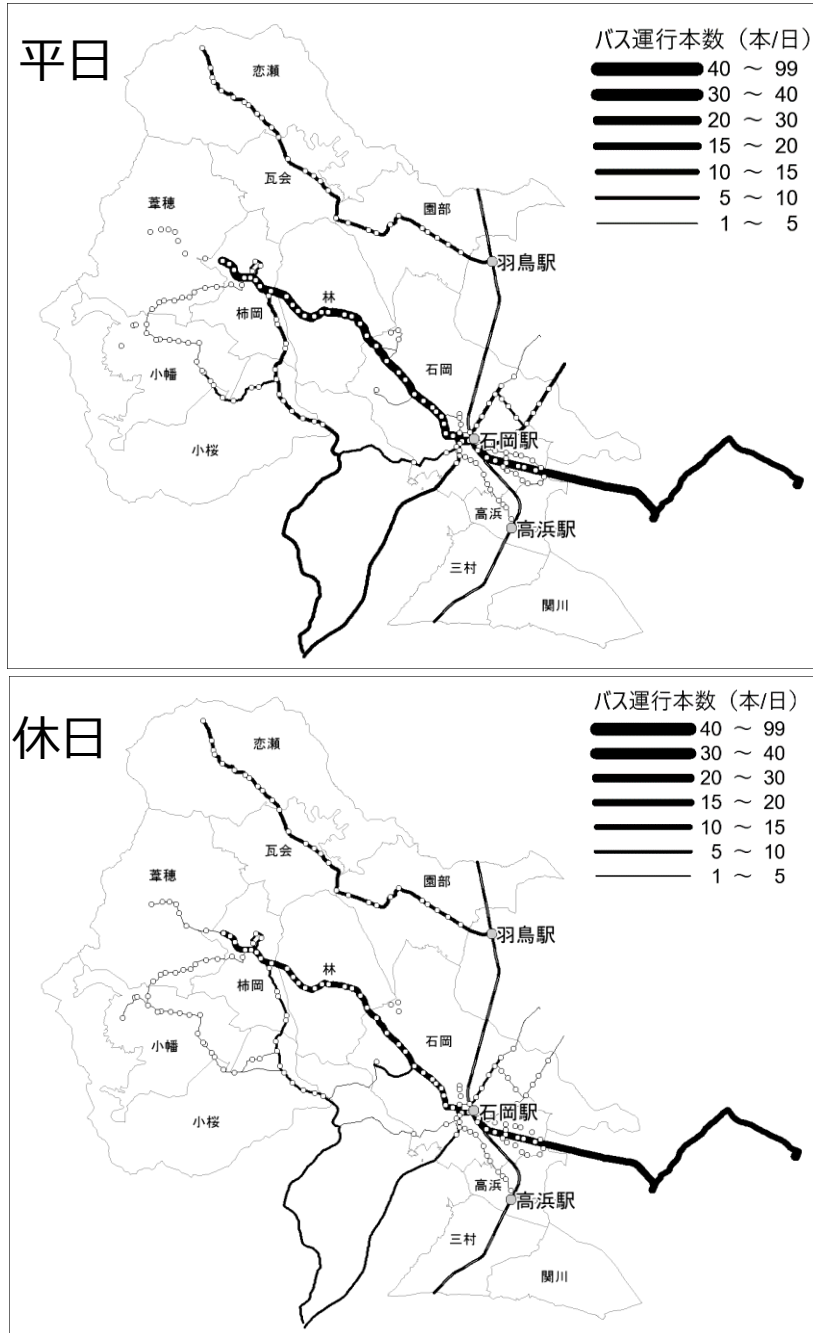 平日
バス運行本数（本/日）
40 ～ 99
30 ～ 40
20 ～ 30
15 ～ 20
10 ～ 15
5 ～ 10
1 ～ 5
恋瀬
瓦会
葦穂
園部
羽鳥駅
林
柿岡
小幡
石岡
小桜
石岡駅
高浜
高浜駅
三村
関川
休日
バス運行本数（本/日）
40 ～ 99
30 ～ 40
20 ～ 30
15 ～ 20
10 ～ 15
5 ～ 10
1 ～ 5
恋瀬
瓦会
葦穂
園部
羽鳥駅
林
柿岡
小幡
石岡
小桜
石岡駅
高浜
高浜駅
三村
関川